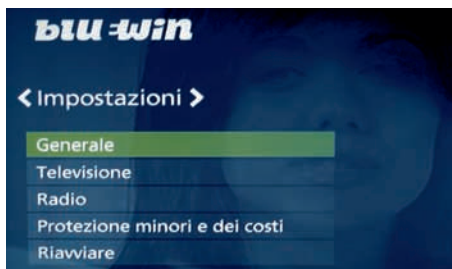 bluewin
< Impostazioni >
Generale
Televisione
Radio
Protezione minori e dei costi
Riavviare